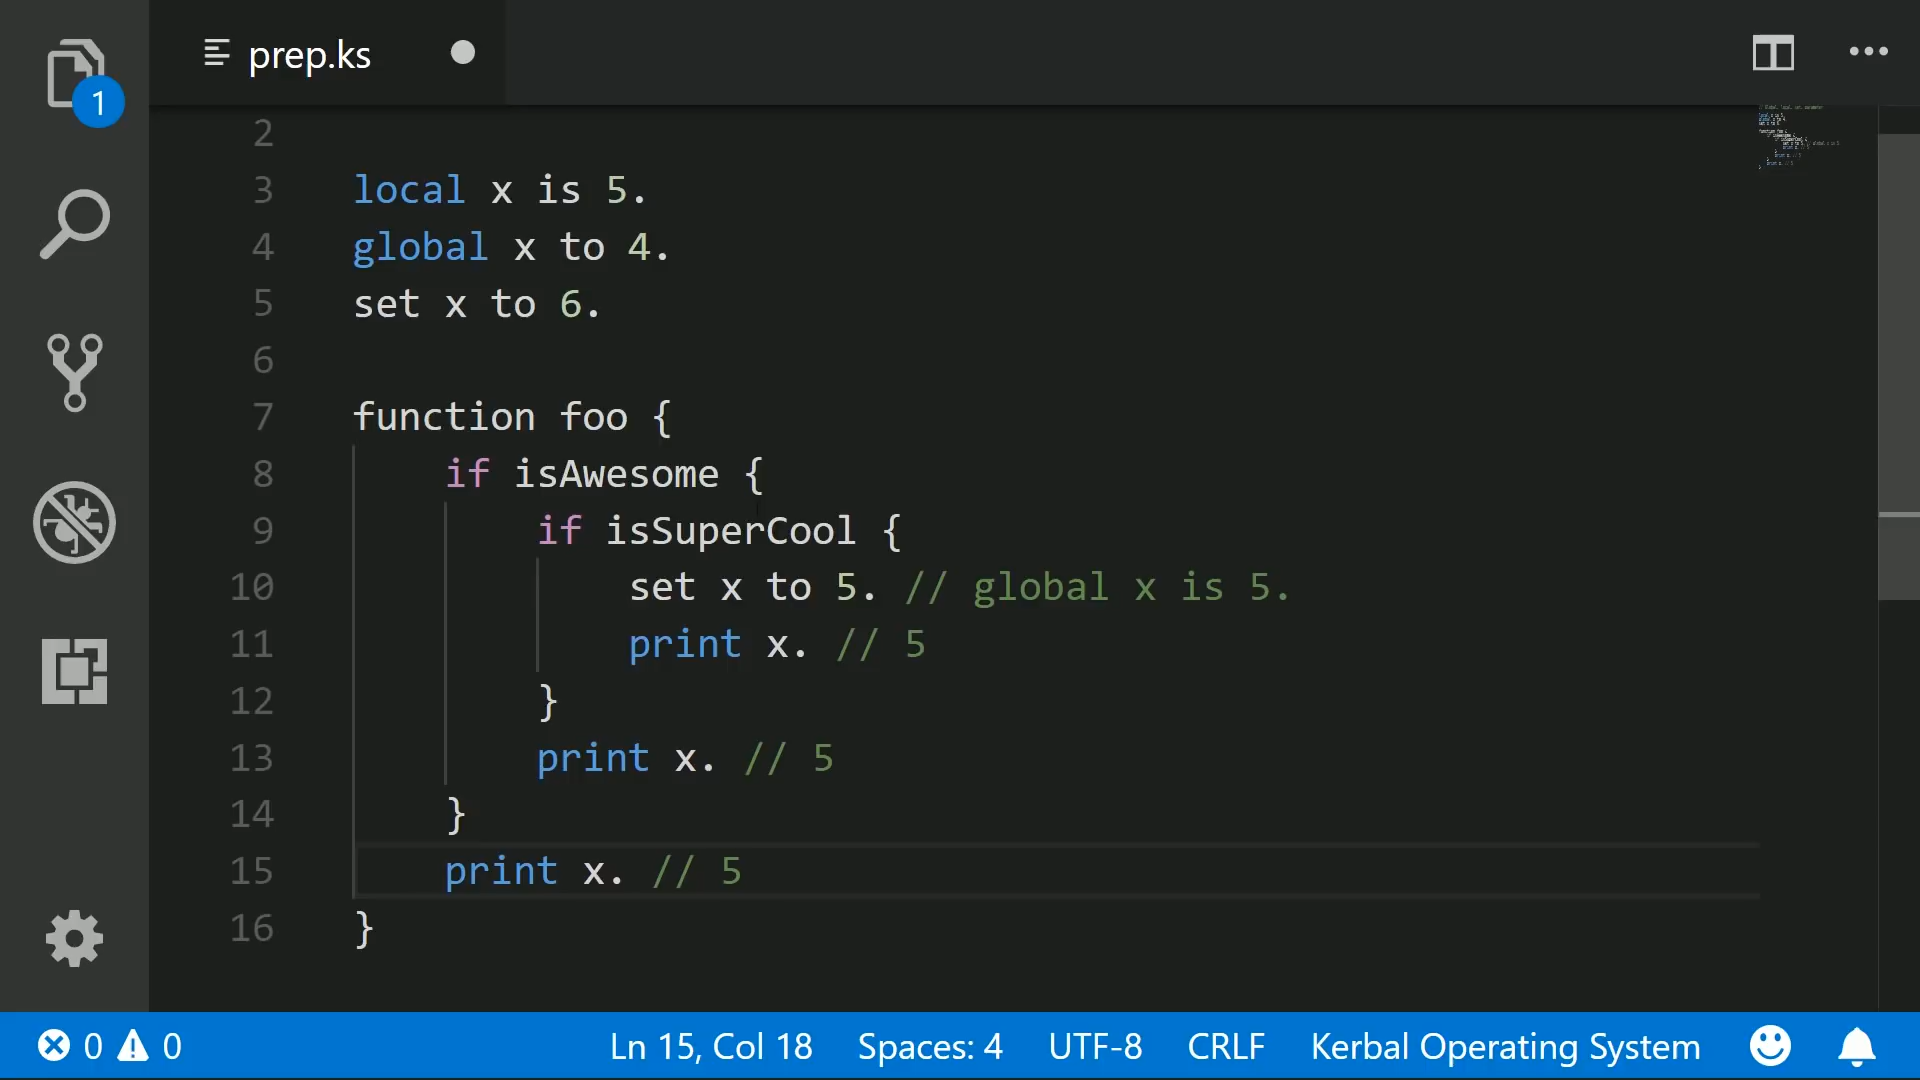 prep.ks
1
2
3 local x is 5.
4 global x to 4.
5 set x to 6.
6
7 function foo {
8 if isAwesome {
9 if isSuperCool {
10 set x to 5. // global x is 5.
11 print x. // 5
12 }
13 print x. // 5
14 }
15 print x. // 5
16 }
0 0 Ln 15, Col 18 Spaces: 4 UTF-8 CRLF Kerbal Operating System